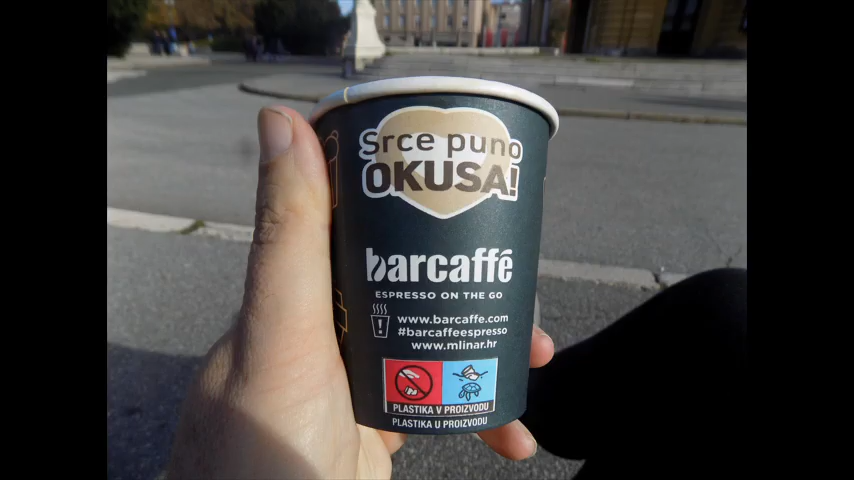 Srce puno
OKUSA!
barcaffé
ESPRESSO ON THE GO
www.barcaffe.com
#barcaffeespresso
www.mlinar.hr
PLASTIKA V PROIZVODU
PLASTIKA U PROIZVODU